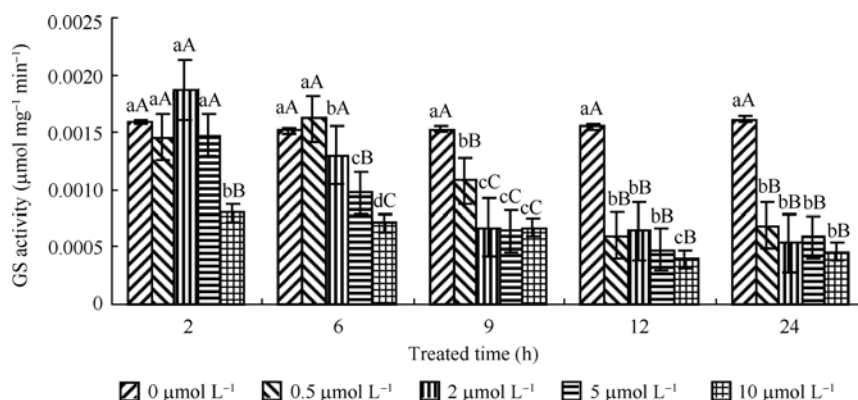 GS activity (μmol mg⁻¹ min⁻¹)
0.0025
0.0020
0.0015
0.0010
0.0005
0
aA aA aA aA bB
aA aA bA cB dC
aA bB cC cC cC
aA bB bB bB cB
aA bB bB bB bB
2 6 9 12 24
Treated time (h)
0 μmol L⁻¹ 0.5 μmol L⁻¹ 2 μmol L⁻¹ 5 μmol L⁻¹ 10 μmol L⁻¹